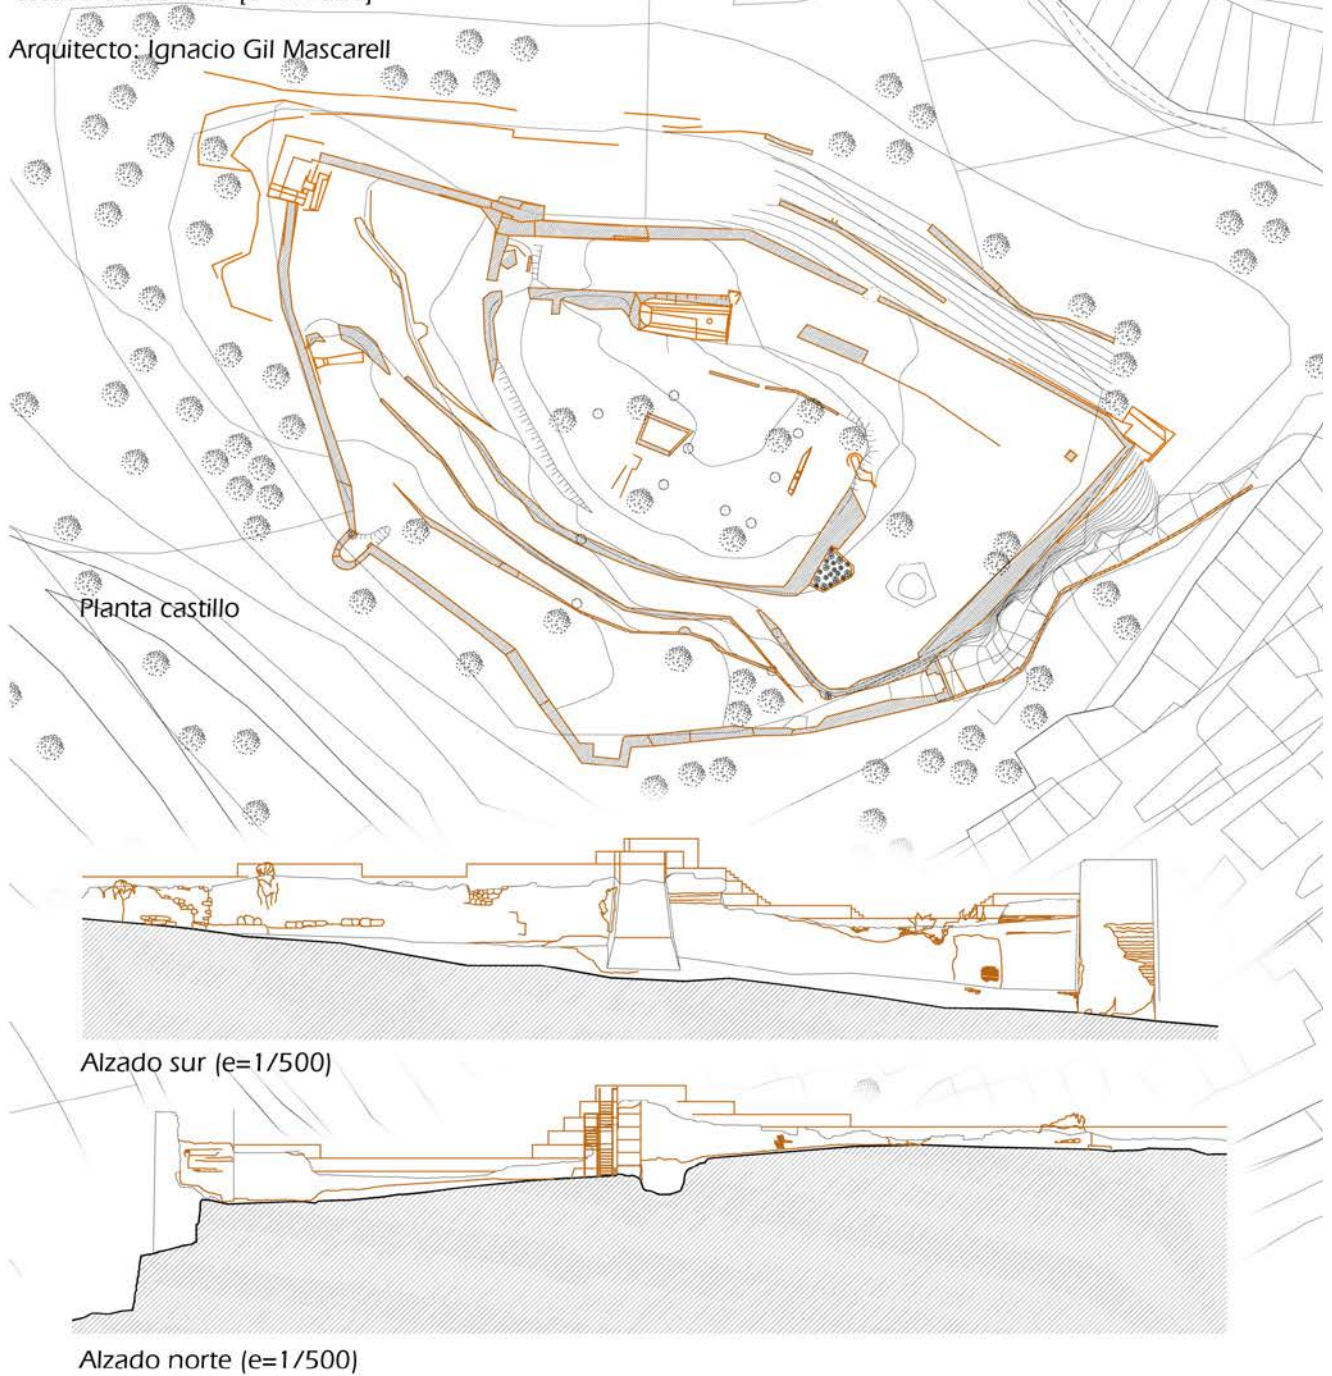 Arquitecto: Ignacio Gil Mascarell
Planta castillo
Alzado sur (e=1/500)
Alzado norte (e=1/500)